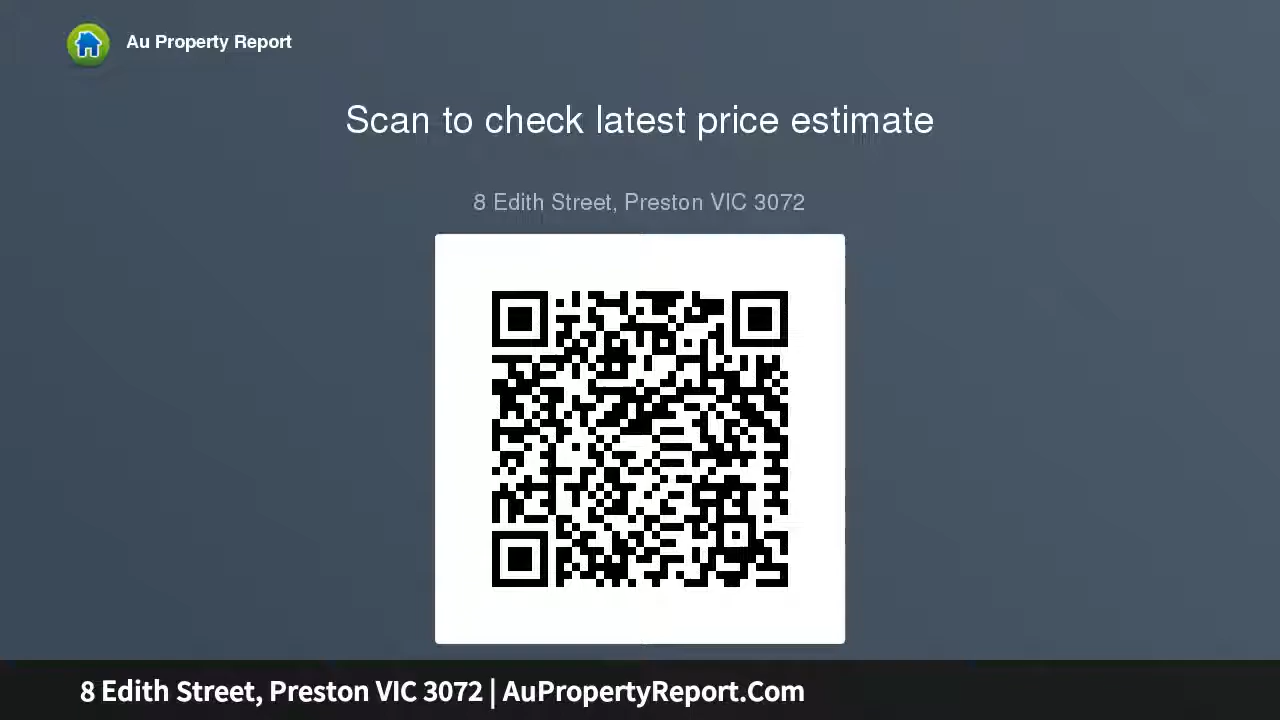 Au Property Report
Scan to check latest price estimate
8 Edith Street, Preston VIC 3072
8 Edith Street, Preston VIC 3072 | AuPropertyReport.Com